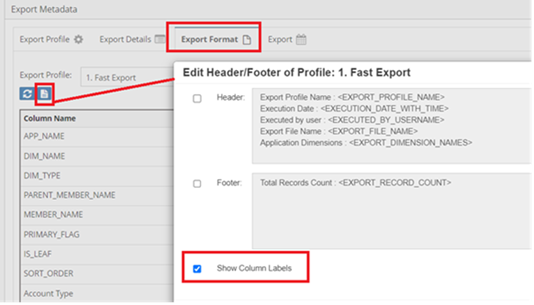 Export Metadata
Export Profile Export Details Export Format Export
Export Profile: 1. Fast Export
Column Name
APP_NAME
DIM_NAME
DIM_TYPE
PARENT_MEMBER_NAME
MEMBER_NAME
PRIMARY_FLAG
IS_LEAF
SORT_ORDER
Account Type
Edit Header/Footer of Profile: 1. Fast Export
Header: Export Profile Name : <EXPORT_PROFILE_NAME>
Execution Date : <EXECUTION_DATE_WITH_TIME>
Executed by user : <EXECUTED_BY_USERNAME>
Export File Name : <EXPORT_FILE_NAME>
Application Dimensions : <EXPORT_DIMENSION_NAMES>
Footer: Total Records Count : <EXPORT_RECORD_COUNT>
Show Column Labels